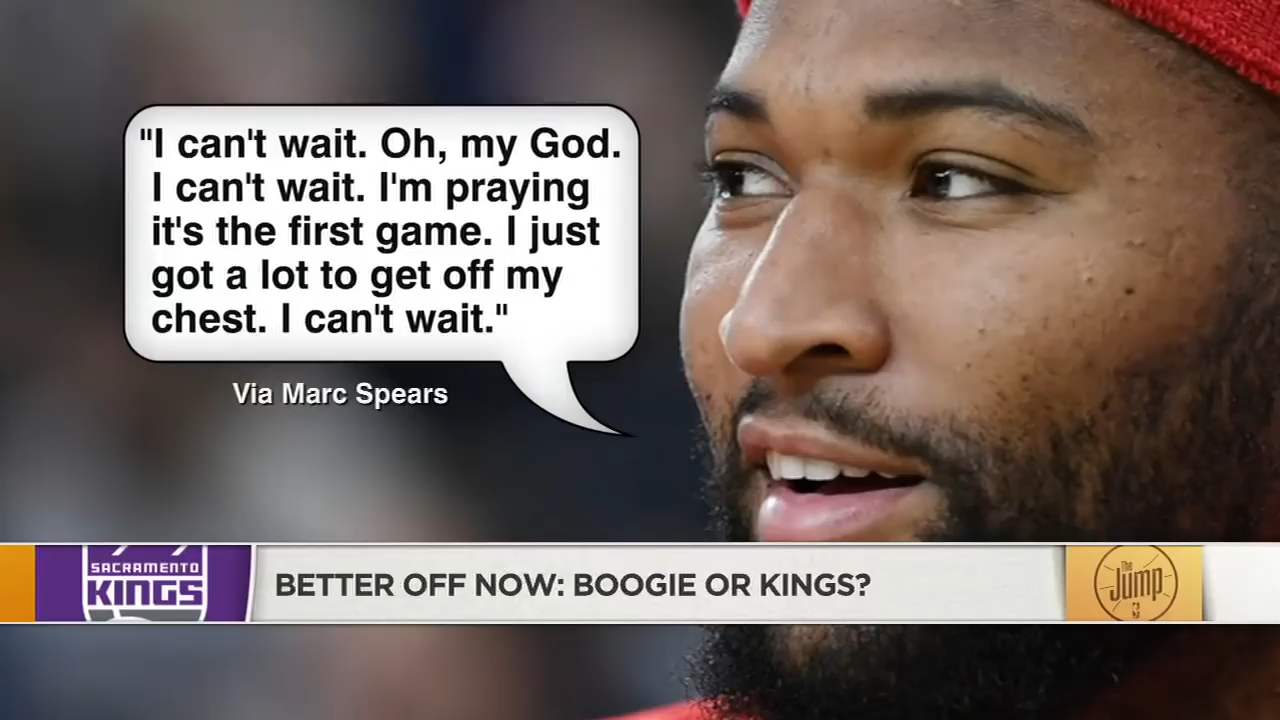 "I can't wait. Oh, my God.
I can't wait. I'm praying
it's the first game. I just
got a lot to get off my
chest. I can't wait."
Via Marc Spears
SACRAMENTO
KINGS
BETTER OFF NOW: BOOGIE OR KINGS?
The
Jump